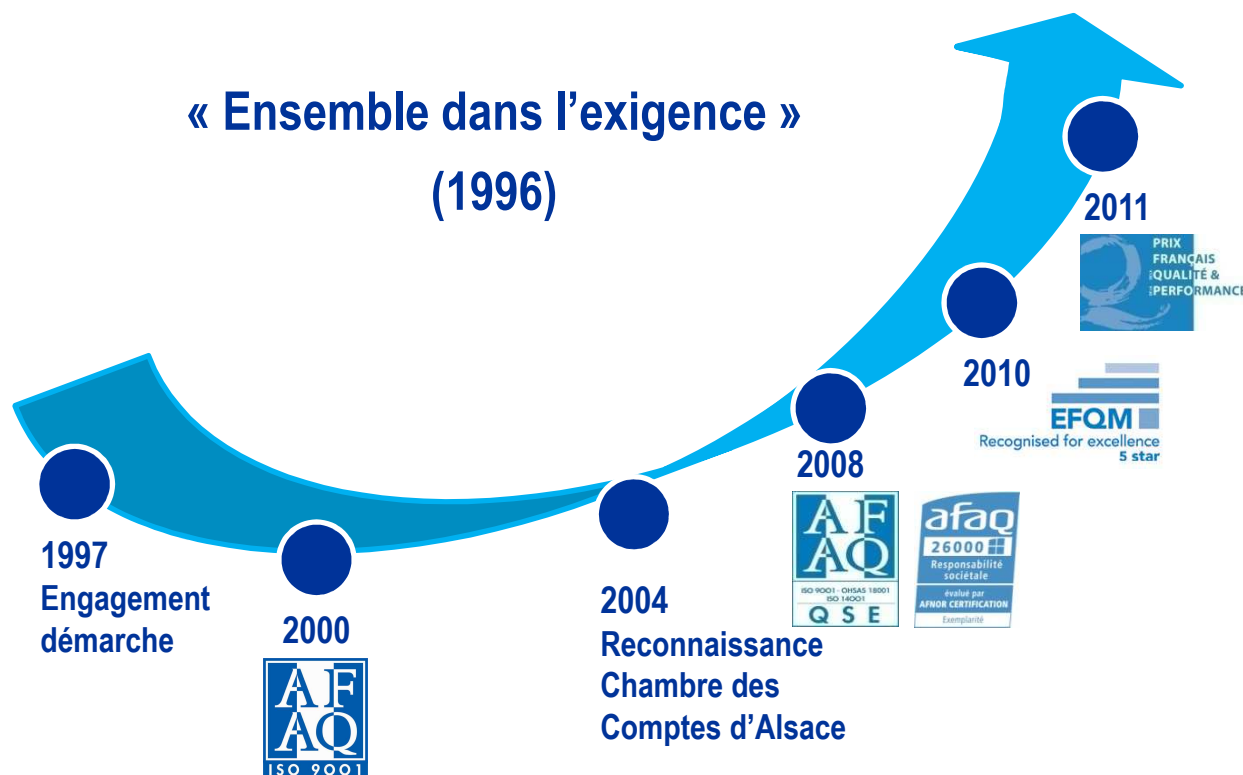 « Ensemble dans l’exigence »
(1996)
1997
Engagement
démarche
2000
AF
AQ
ISO 9001
2004
Reconnaissance
Chambre des
Comptes d’Alsace
2008
AF
AQ
ISO 9001 - OHSAS 18001
ISO 14001
Q S E
afaq
26000
Responsabilité
sociétale
évalué par
AFNOR CERTIFICATION
Exemplarité
2010
EFQM
Recognised for excellence
5 star
2011
PRIX
FRANÇAIS
QUALITÉ &
PERFORMANCE